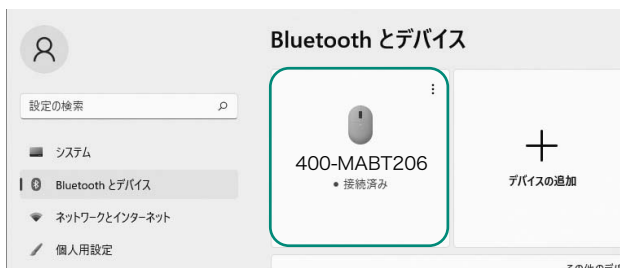 Bluetooth とデバイス
設定の検索
システム
Bluetooth とデバイス
ネットワークとインターネット
個人用設定
400-MABT206
• 接続済み
デバイスの追加